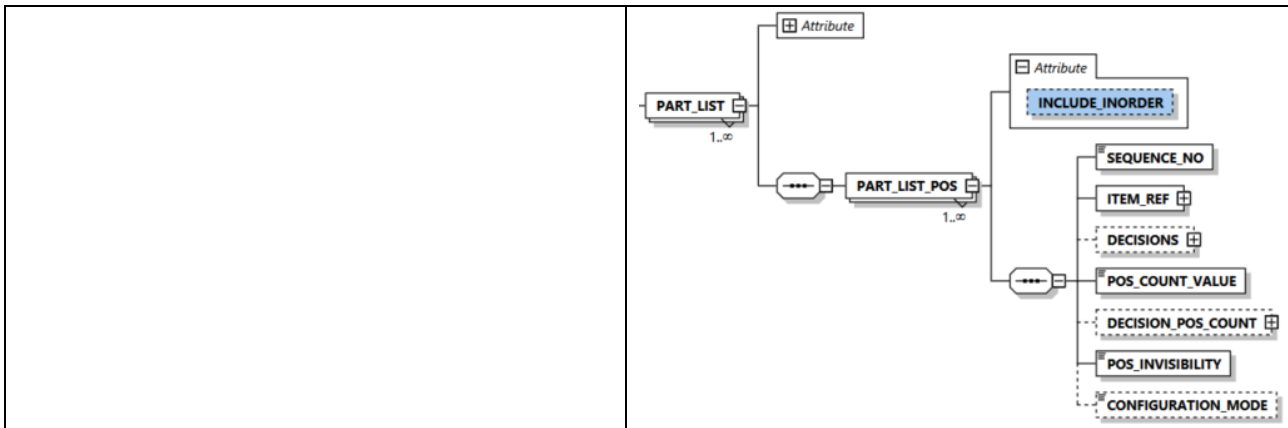 Attribute
Attribute
INCLUDE_INORDER
PART_LIST
1..∞
SEQUENCE_NO
PART_LIST_POS
1..∞
ITEM_REF
DECISIONS
POS_COUNT_VALUE
DECISION_POS_COUNT
POS_INVISIBILITY
CONFIGURATION_MODE